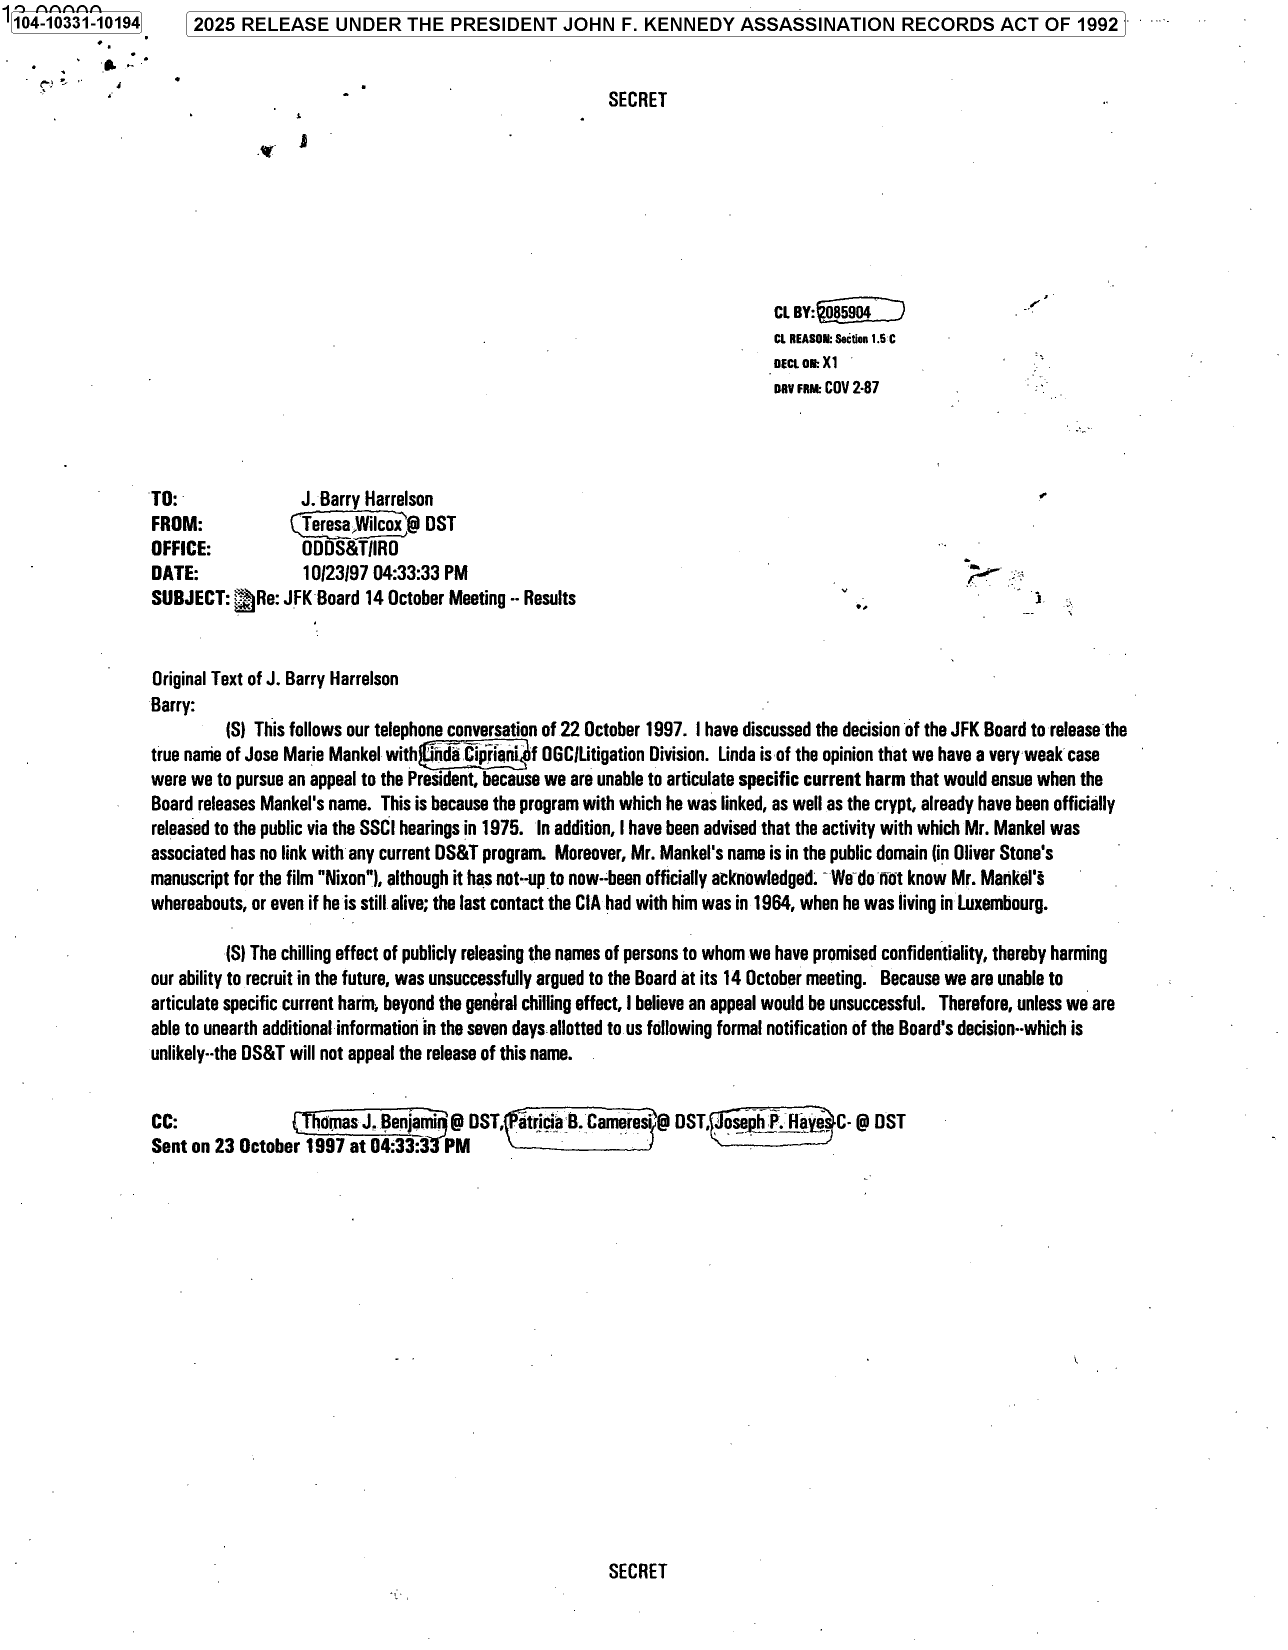 104-10331-10194
2025 RELEASE UNDER THE PRESIDENT JOHN F. KENNEDY ASSASSINATION RECORDS ACT OF 1992
SECRET
CL BY: 2085904
CL REASON: Section 1.5 C
DECL ON: X1
DRV FRM: COV 2-87
TO: J. Barry Harrelson
FROM: Teresa Wilcox @ DST
OFFICE: ODDS&T/IRO
DATE: 10/23/97 04:33:33 PM
SUBJECT: Re: JFK Board 14 October Meeting -- Results
Original Text of J. Barry Harrelson
Barry:
(S) This follows our telephone conversation of 22 October 1997. I have discussed the decision of the JFK Board to release the
true name of Jose Marie Mankel with Linda Cipriani of OGC/Litigation Division. Linda is of the opinion that we have a very weak case
were we to pursue an appeal to the President, because we are unable to articulate specific current harm that would ensue when the
Board releases Mankel's name. This is because the program with which he was linked, as well as the crypt, already have been officially
released to the public via the SSCI hearings in 1975. In addition, I have been advised that the activity with which Mr. Mankel was
associated has no link with any current DS&T program. Moreover, Mr. Mankel's name is in the public domain (in Oliver Stone's
manuscript for the film "Nixon"), although it has not--up to now--been officially acknowledged. We do not know Mr. Mankel's
whereabouts, or even if he is still alive; the last contact the CIA had with him was in 1964, when he was living in Luxembourg.
(S) The chilling effect of publicly releasing the names of persons to whom we have promised confidentiality, thereby harming
our ability to recruit in the future, was unsuccessfully argued to the Board at its 14 October meeting. Because we are unable to
articulate specific current harm, beyond the general chilling effect, I believe an appeal would be unsuccessful. Therefore, unless we are
able to unearth additional information in the seven days allotted to us following formal notification of the Board's decision--which is
unlikely--the DS&T will not appeal the release of this name.
CC: Thomas J. Benjamin @ DST, Patricia B. Cameresi @ DST, Joseph P. Hayes C- @ DST
Sent on 23 October 1997 at 04:33:33 PM
SECRET